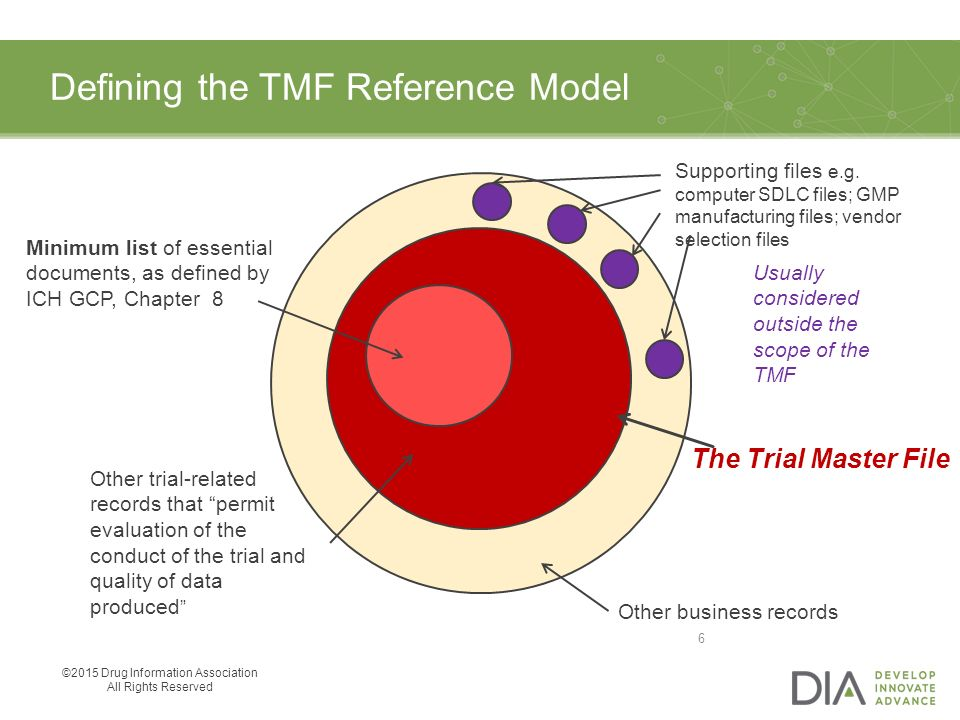 Defining the TMF Reference Model
Supporting files e.g.
computer SDLC files; GMP
manufacturing files; vendor
selection files
Minimum list of essential
documents, as defined by
ICH GCP, Chapter 8
Usually
considered
outside the
scope of the
TMF
The Trial Master File
Other trial-related
records that “permit
evaluation of the
conduct of the trial and
quality of data
produced”
Other business records
6
©2015 Drug Information Association
All Rights Reserved
DIA
DEVELOP
INNOVATE
ADVANCE